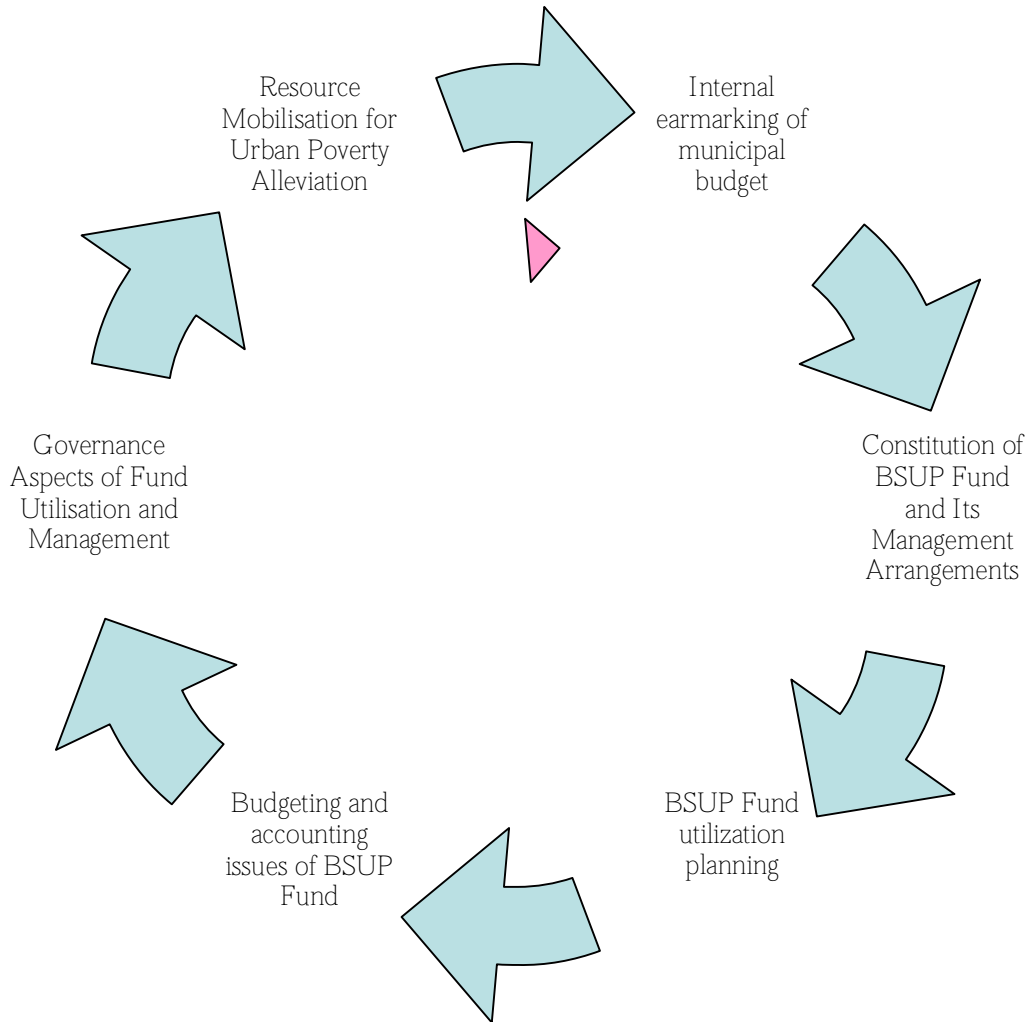 Resource
Mobilisation for
Urban Poverty
Alleviation
Internal
earmarking of
municipal
budget
Constitution of
BSUP Fund
and Its
Management
Arrangements
BSUP Fund
utilization
planning
Budgeting and
accounting
issues of BSUP
Fund
Governance
Aspects of Fund
Utilisation and
Management